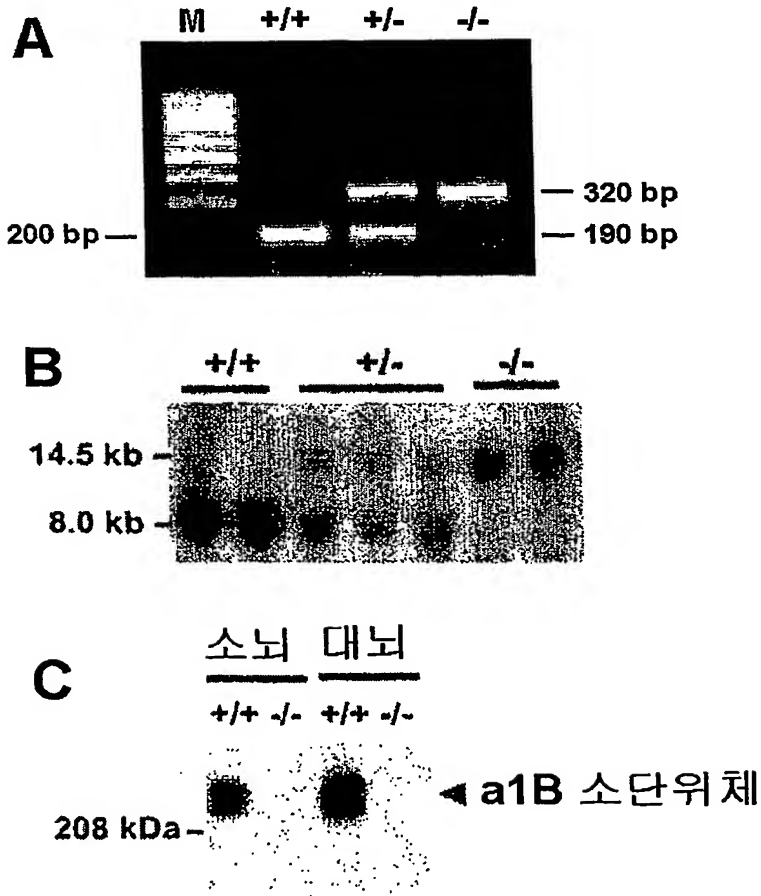 A
M +/+ +/- -/-
320 bp
200 bp
190 bp
B
+/+ +/- -/-
14.5 kb
8.0 kb
C
소뇌 대뇌
+/+ -/- +/+ -/-
a1B 소단위체
208 kDa